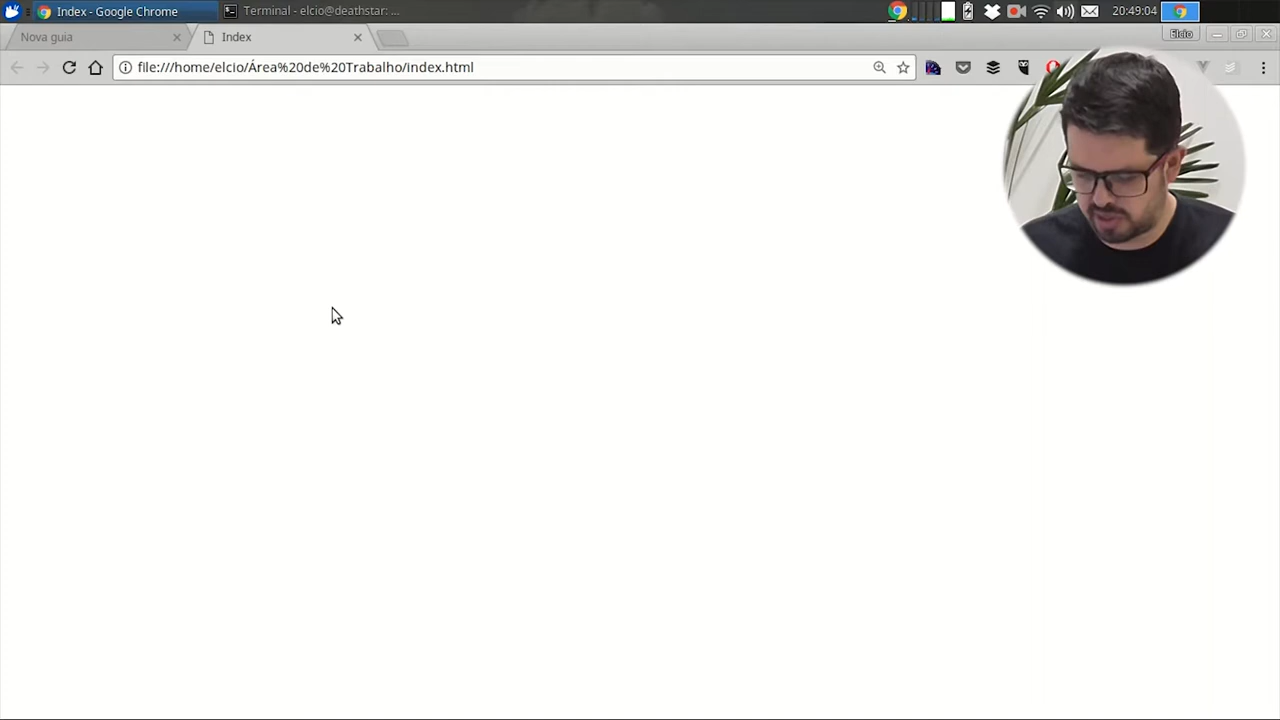 Index - Google Chrome
Terminal - elcio@deathstar: ...
20:49:04
Nova guia
Index
Elcio
file:///home/elcio/Área%20de%20Trabalho/index.html